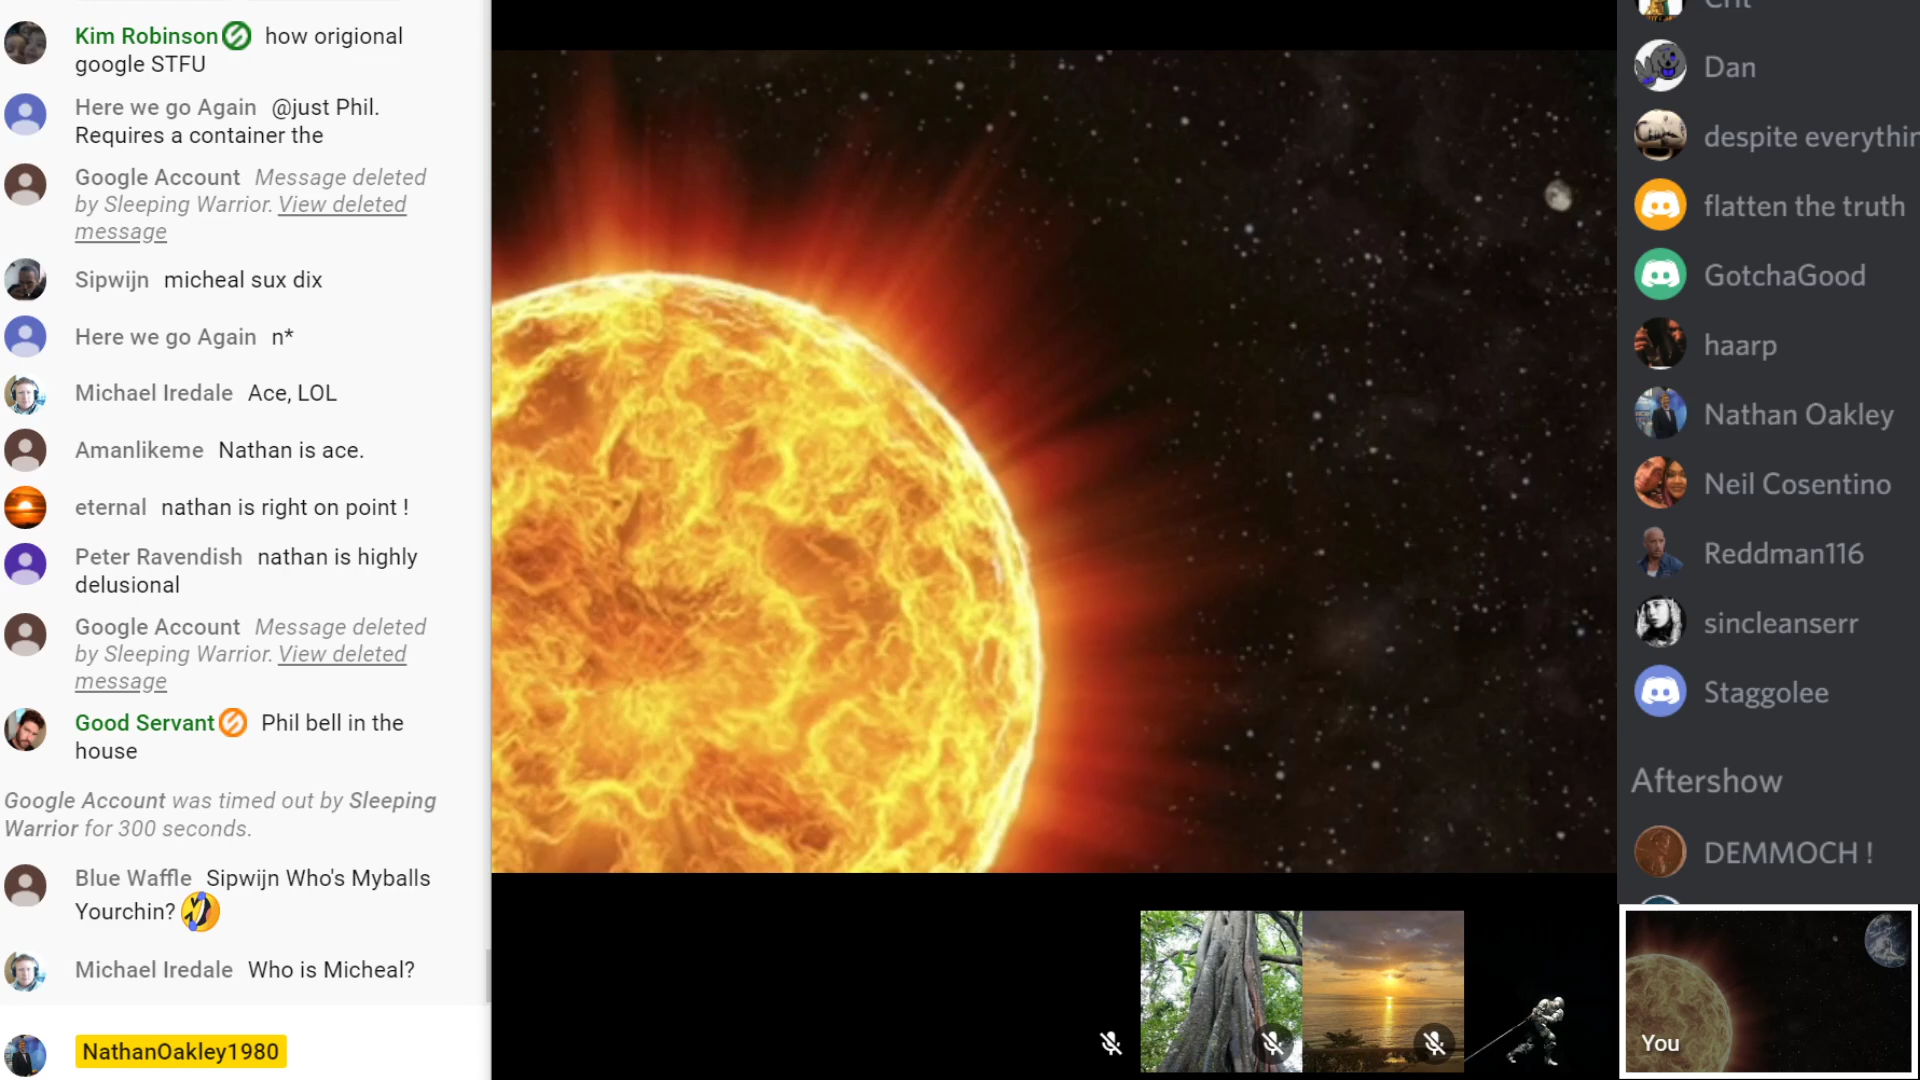 Kim Robinson how origional
google STFU
Here we go Again @just Phil.
Requires a container the
Google Account Message deleted
by Sleeping Warrior. View deleted
message
Sipwijn micheal sux dix
Here we go Again n*
Michael Iredale Ace, LOL
Amanlikeme Nathan is ace.
eternal nathan is right on point !
Peter Ravendish nathan is highly
delusional
Google Account Message deleted
by Sleeping Warrior. View deleted
message
Good Servant Phil bell in the
house
Google Account was timed out by Sleeping
Warrior for 300 seconds.
Blue Waffle Sipwijn Who's Myballs
Yourchin?
Michael Iredale Who is Micheal?
NathanOakley1980
You
Dan
despite everythin
flatten the truth
GotchaGood
haarp
Nathan Oakley
Neil Cosentino
Reddman116
sincleanserr
Staggolee
Aftershow
DEMMOCH !